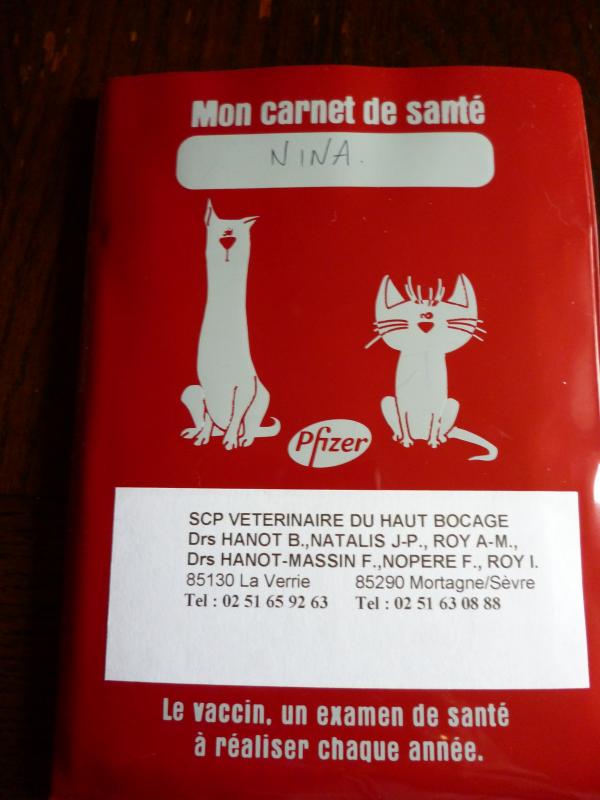 Mon carnet de santé
NINA.
Pfizer
SCP VETERINAIRE DU HAUT BOCAGE
Drs HANOT B.,NATALIS J-P., ROY A-M.,
Drs HANOT-MASSIN F.,NOPERE F., ROY I.
85130 La Verrie 85290 Mortagne/Sèvre
Tel : 02 51 65 92 63 Tel : 02 51 63 08 88
Le vaccin, un examen de santé
à réaliser chaque année.